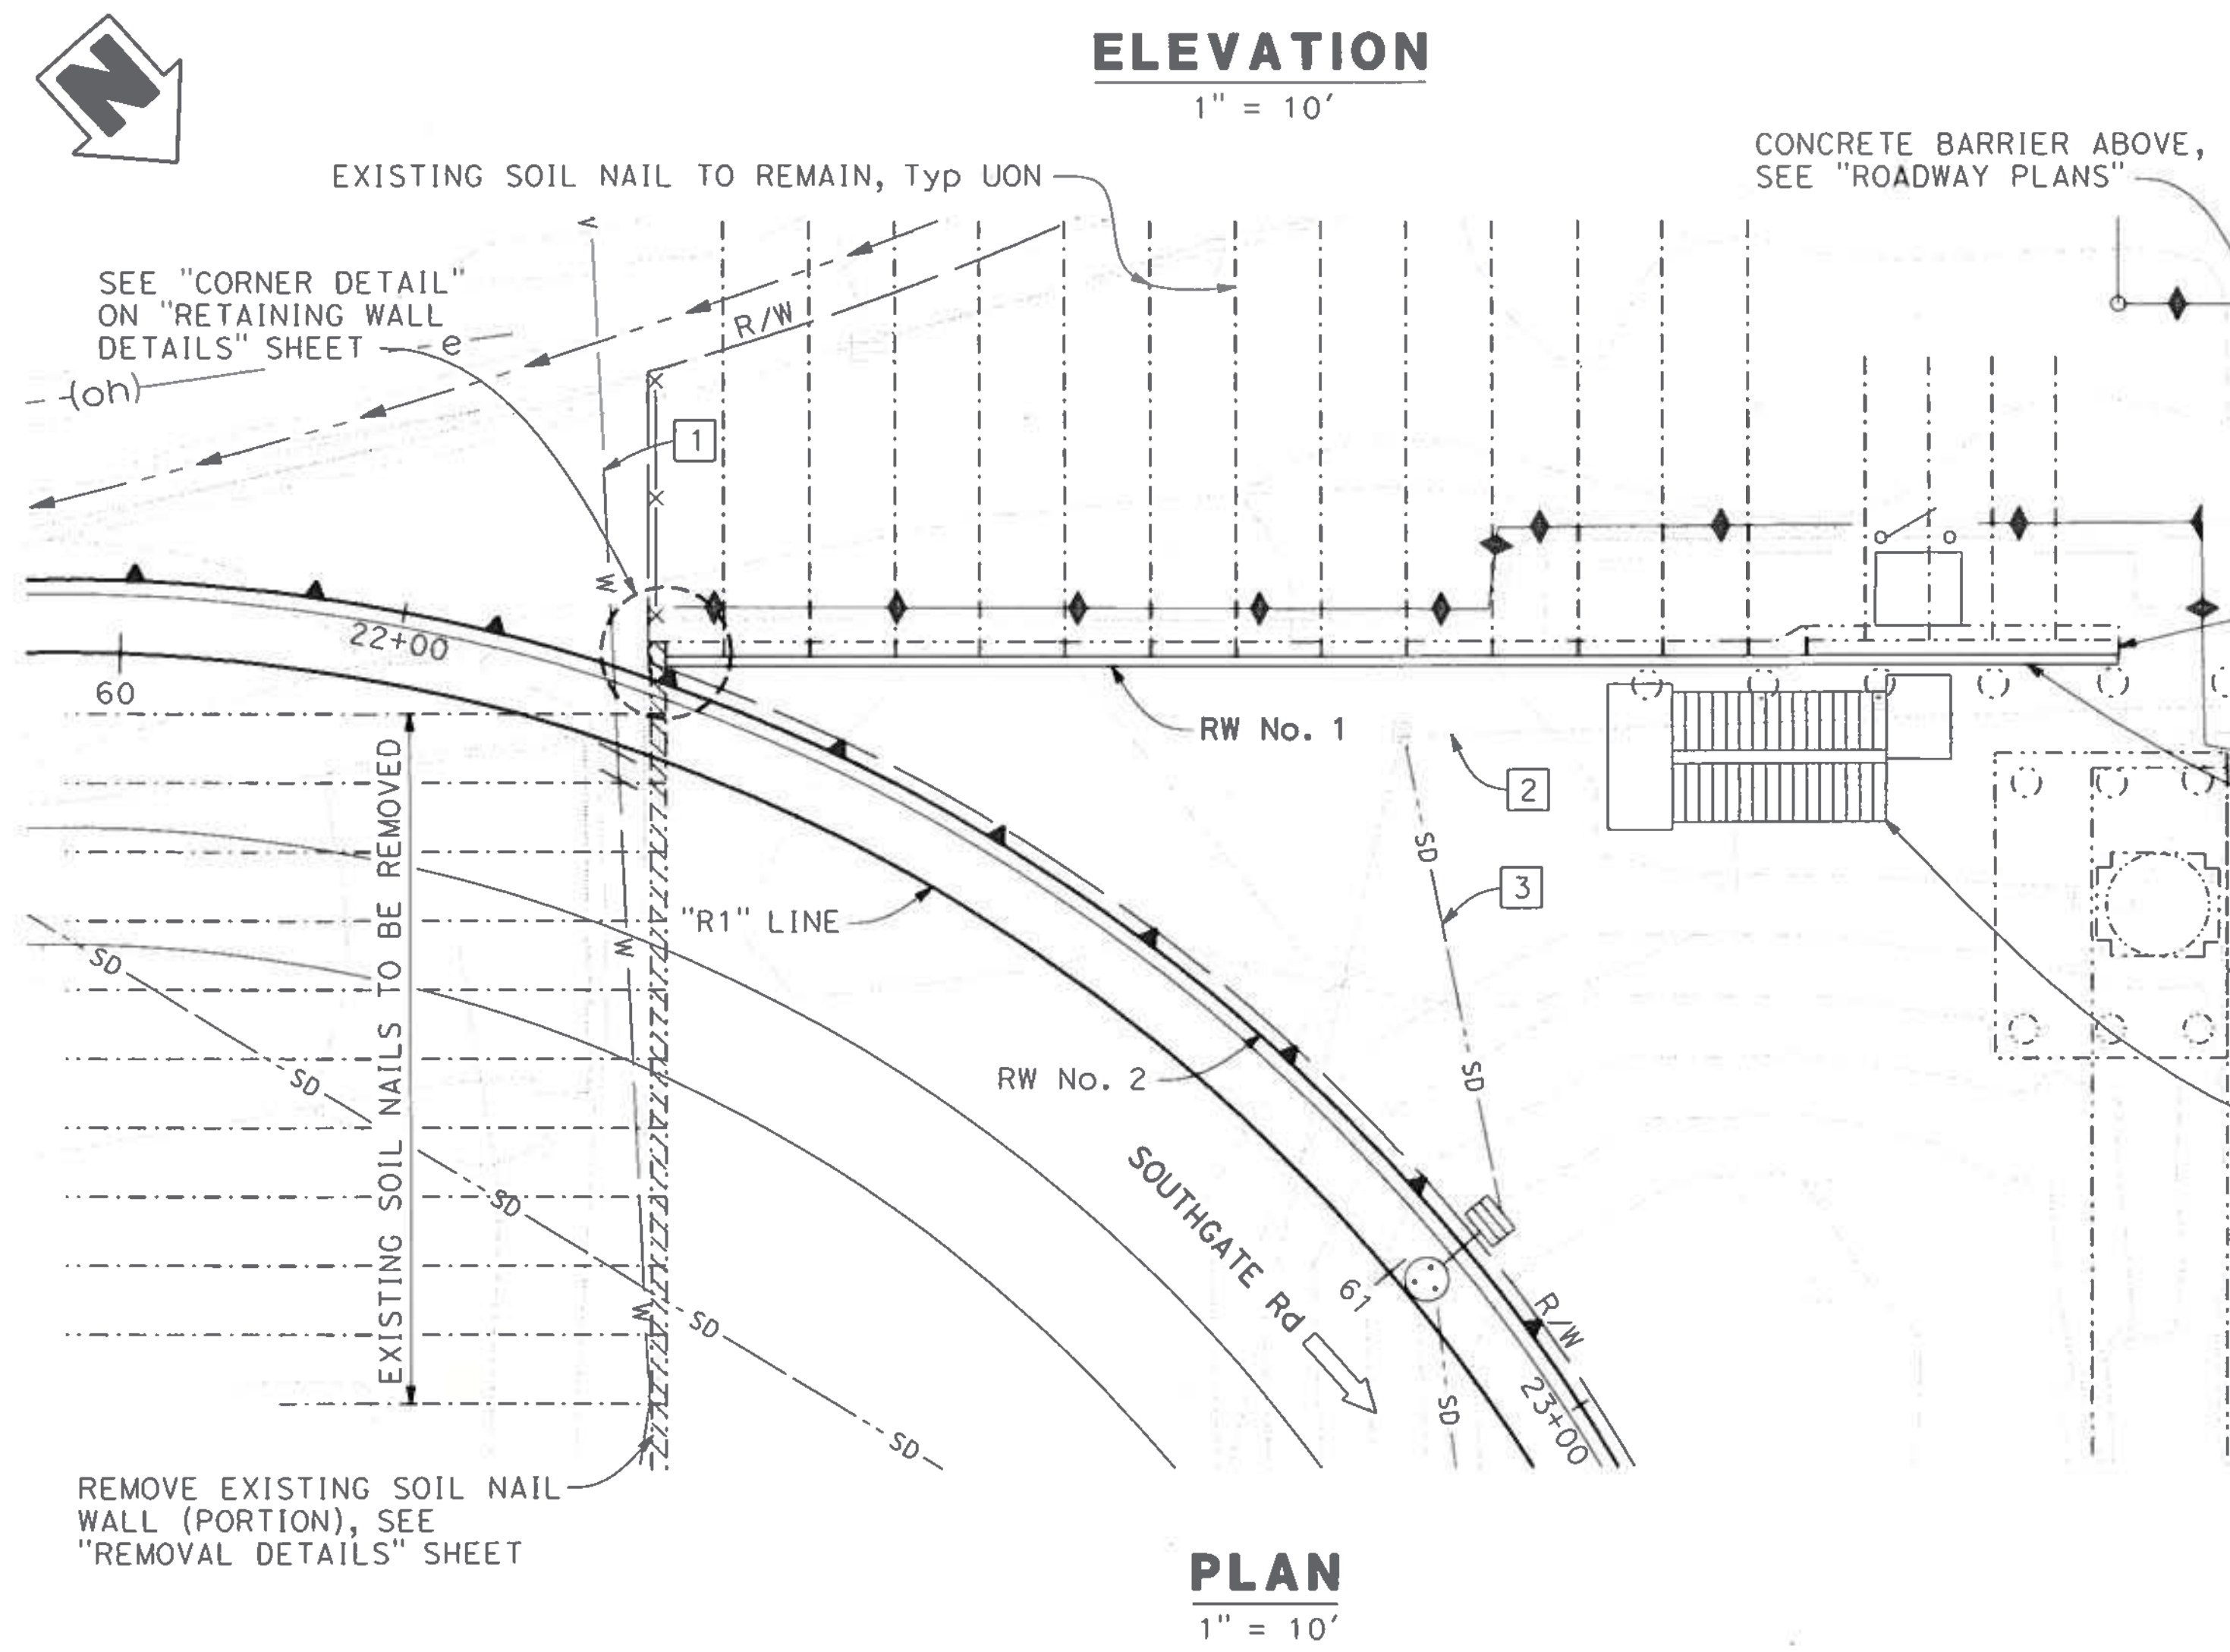 N
ELEVATION
1" = 10'
CONCRETE BARRIER ABOVE,
SEE "ROADWAY PLANS"
EXISTING SOIL NAIL TO REMAIN, Typ UON
SEE "CORNER DETAIL"
ON "RETAINING WALL
DETAILS" SHEET
e
(oh)
R/W
1
W
22+00
60
RW No. 1
2
SD
3
"R1" LINE
EXISTING SOIL NAILS TO BE REMOVED
W
SD
SD
SD
RW No. 2
SD
SOUTHGATE Rd
61
R/W
W
SD
SD
23+00
SD
REMOVE EXISTING SOIL NAIL
WALL (PORTION), SEE
"REMOVAL DETAILS" SHEET
PLAN
1" = 10'